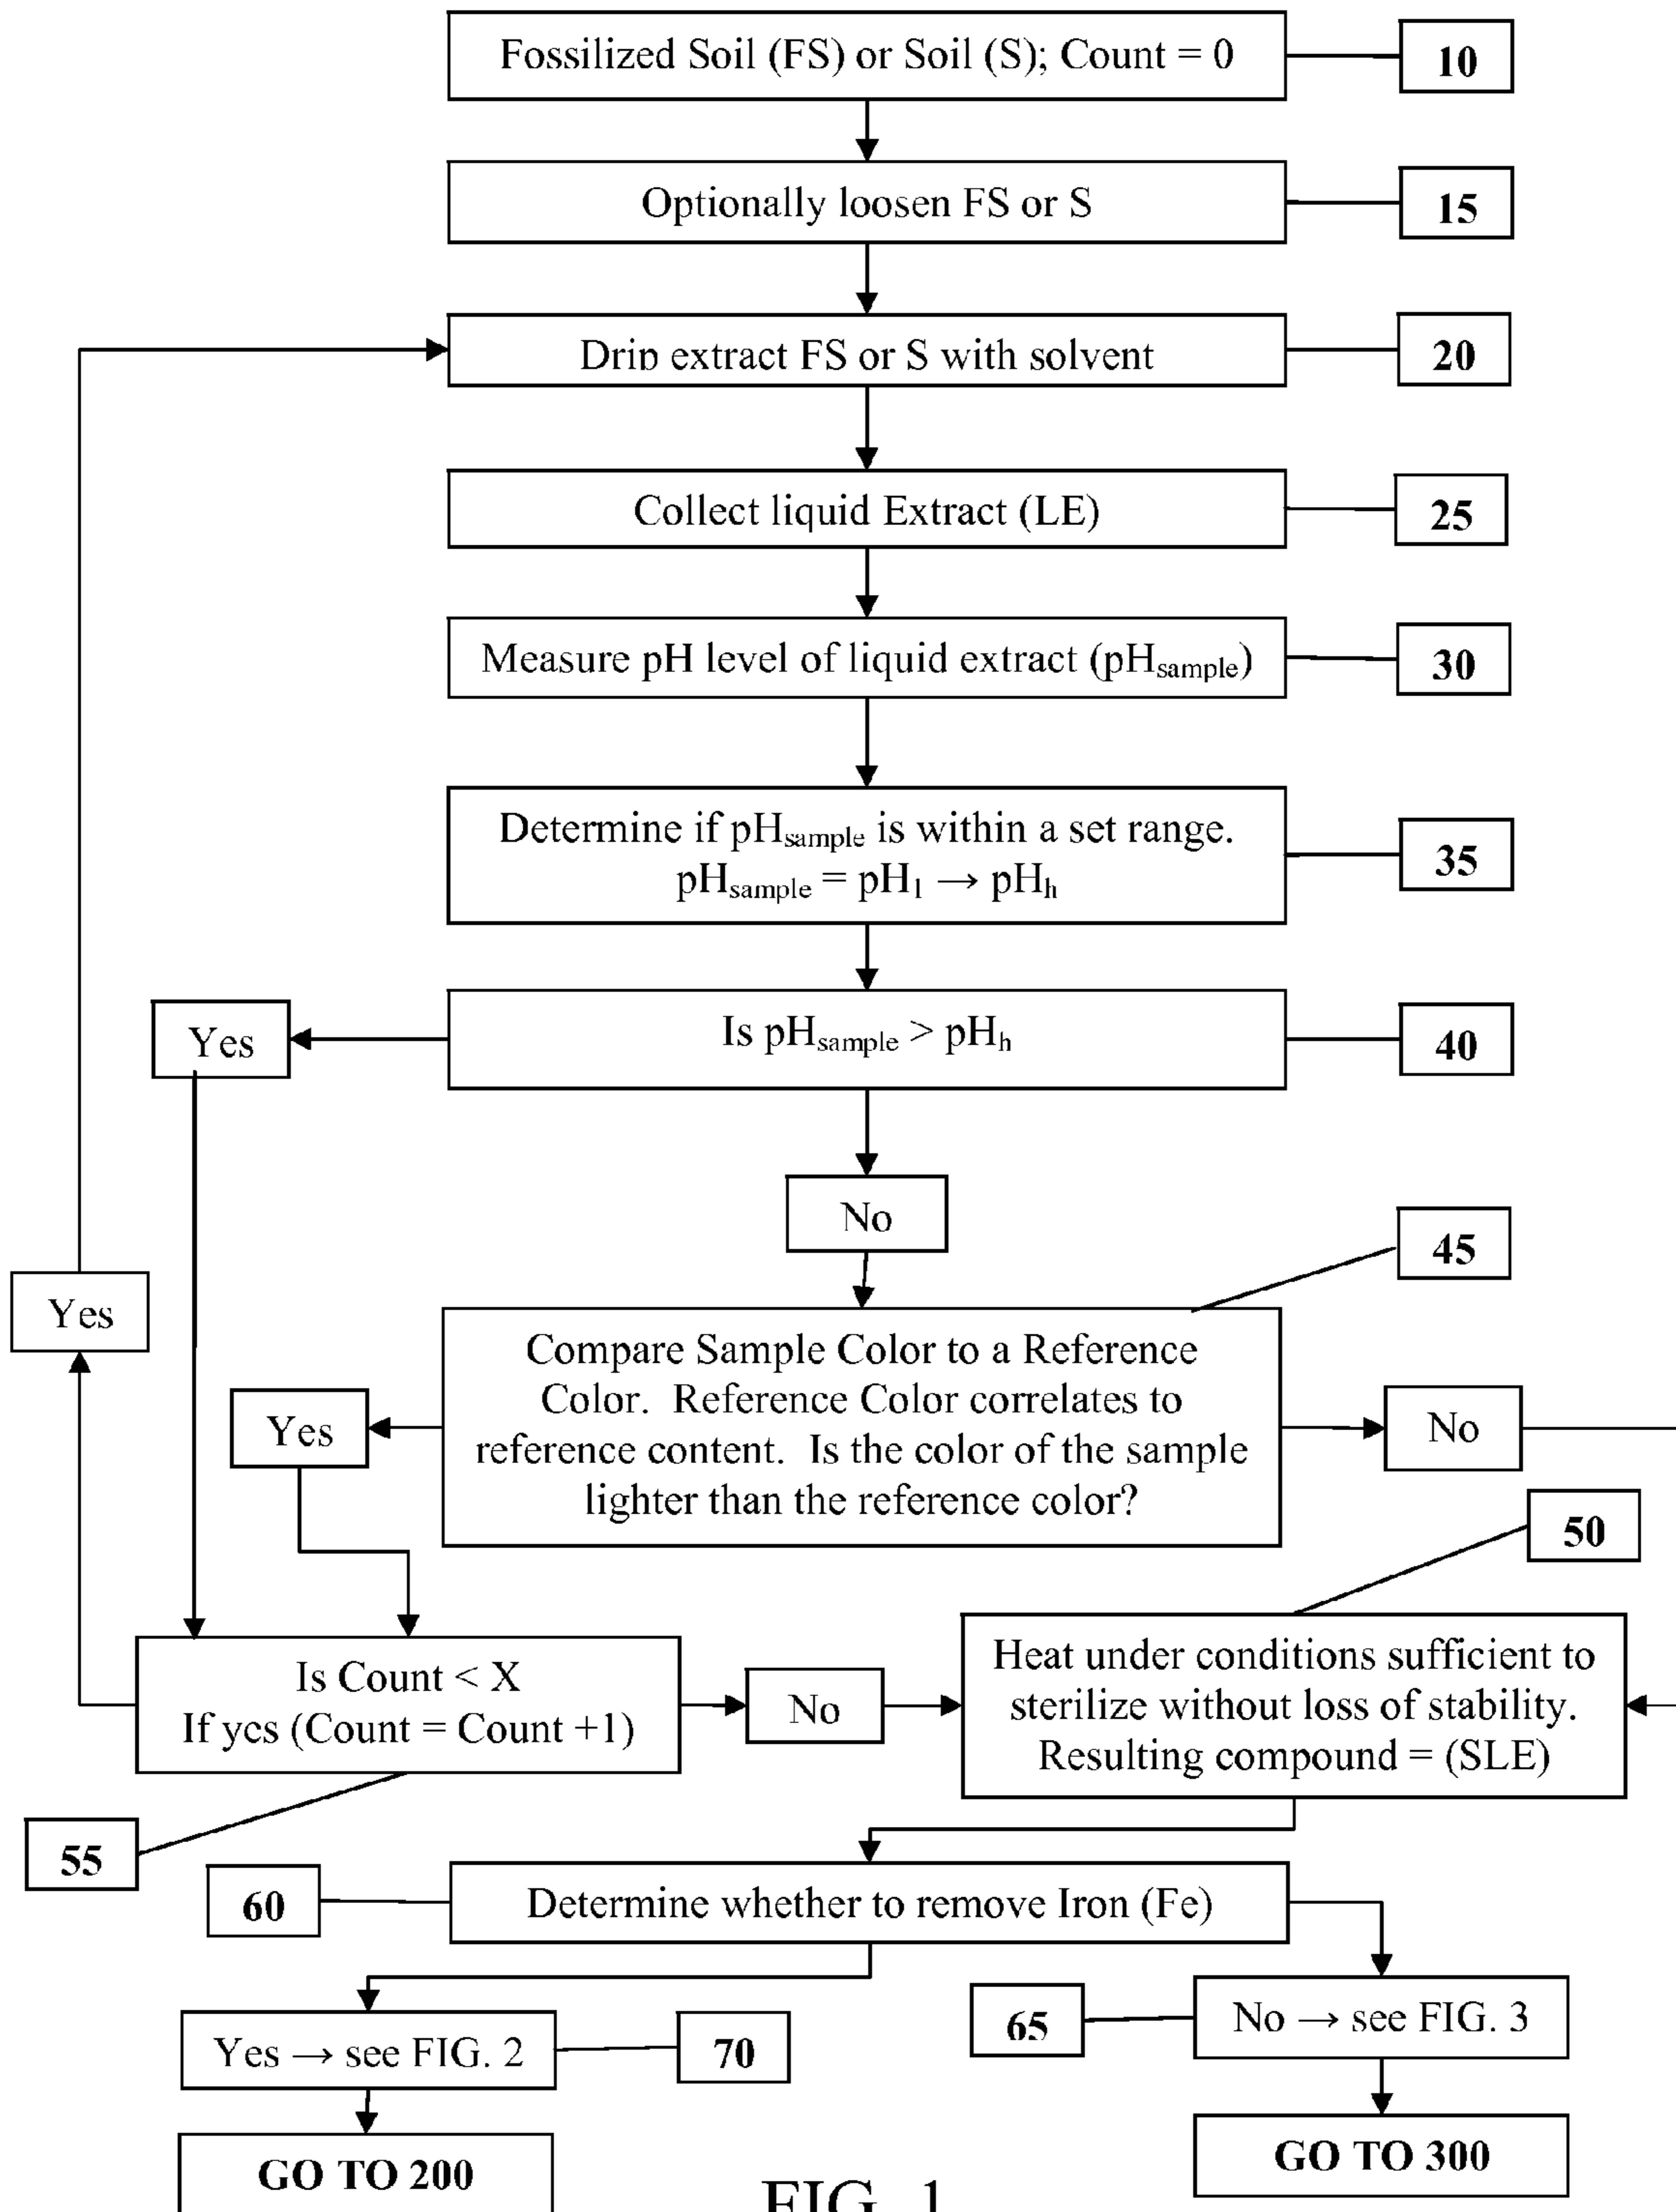 Fossilized Soil (FS) or Soil (S); Count = 0
10
Optionally loosen FS or S
15
Drip extract FS or S with solvent
20
Collect liquid Extract (LE)
25
Measure pH level of liquid extract (pHsample)
30
Determine if pHsample is within a set range.
pHsample = pHl → pHh
35
Is pHsample > pHh
40
Yes
No
45
Yes
Compare Sample Color to a Reference
Color. Reference Color correlates to
reference content. Is the color of the sample
lighter than the reference color?
Yes
No
50
Is Count < X
If yes (Count = Count +1)
No
Heat under conditions sufficient to
sterilize without loss of stability.
Resulting compound = (SLE)
55
60
Determine whether to remove Iron (Fe)
Yes → see FIG. 2
70
65
No → see FIG. 3
GO TO 200
GO TO 300
FIG. 1